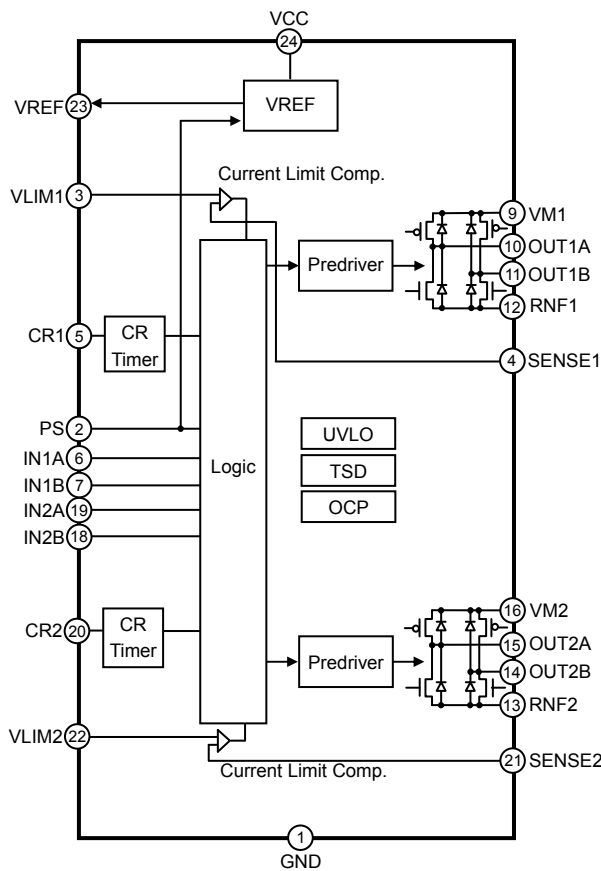 VCC
24
VREF
23
VREF
Current Limit Comp.
VLIM1
3
9
VM1
10
OUT1A
Predriver
11
OUT1B
12
RNF1
CR1
5
CR
Timer
4
SENSE1
PS
2
UVLO
IN1A
6
Logic
TSD
IN1B
7
IN2A
19
OCP
IN2B
18
16
VM2
CR2
20
CR
Timer
15
OUT2A
Predriver
14
OUT2B
13
RNF2
VLIM2
22
21
SENSE2
Current Limit Comp.
1
GND